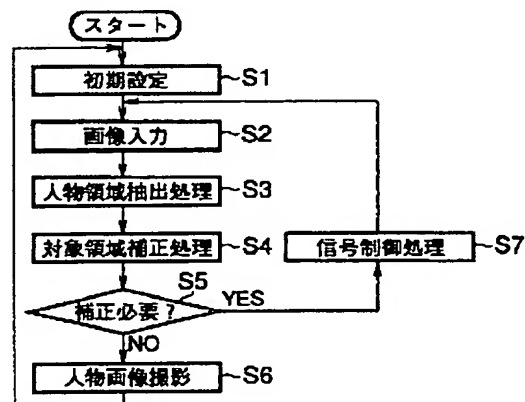 スタート
初期設定 S1
画像入力 S2
人物領域抽出処理 S3
対象領域補正処理 S4
信号制御処理 S7
S5
補正必要? YES
NO
人物画像撮影 S6